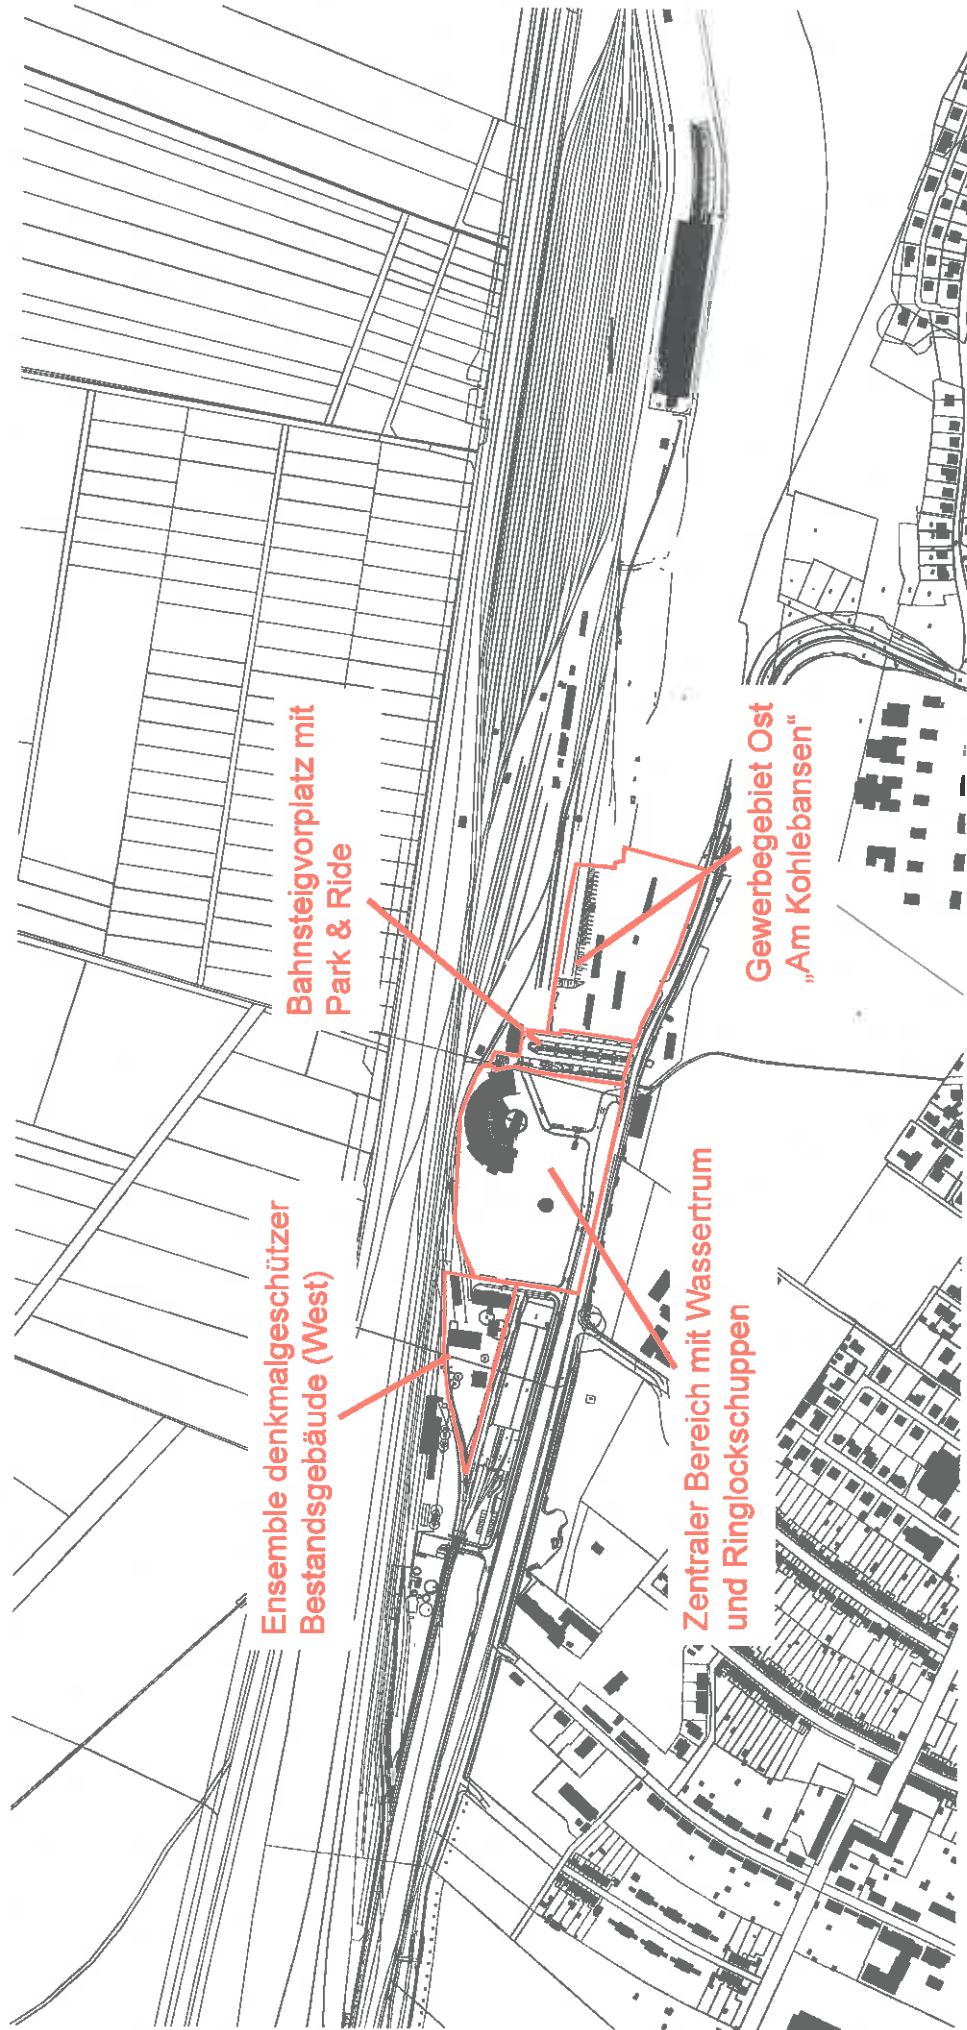 Ensemble denkmalgeschützer
Bestandsgebäude (West)
Bahnsteigvorplatz mit
Park & Ride
Zentraler Bereich mit Wassertrum
und Ringlockschuppen
Gewerbegebiet Ost
„Am Kohlebansen“